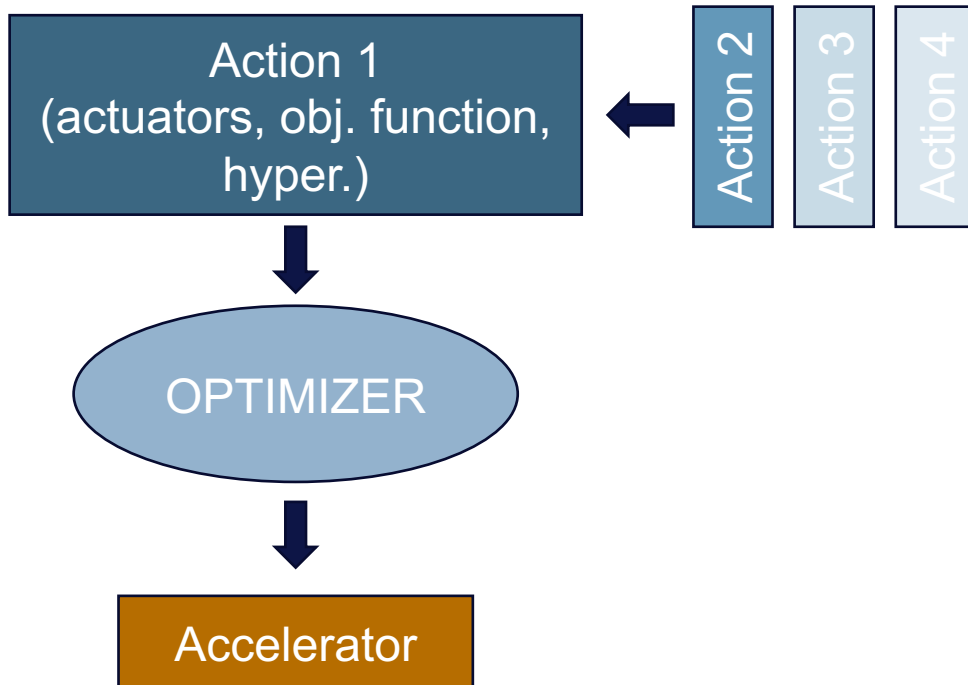 Action 1
(actuators, obj. function,
hyper.)
Action 2
Action 3
Action 4
OPTIMIZER
Accelerator